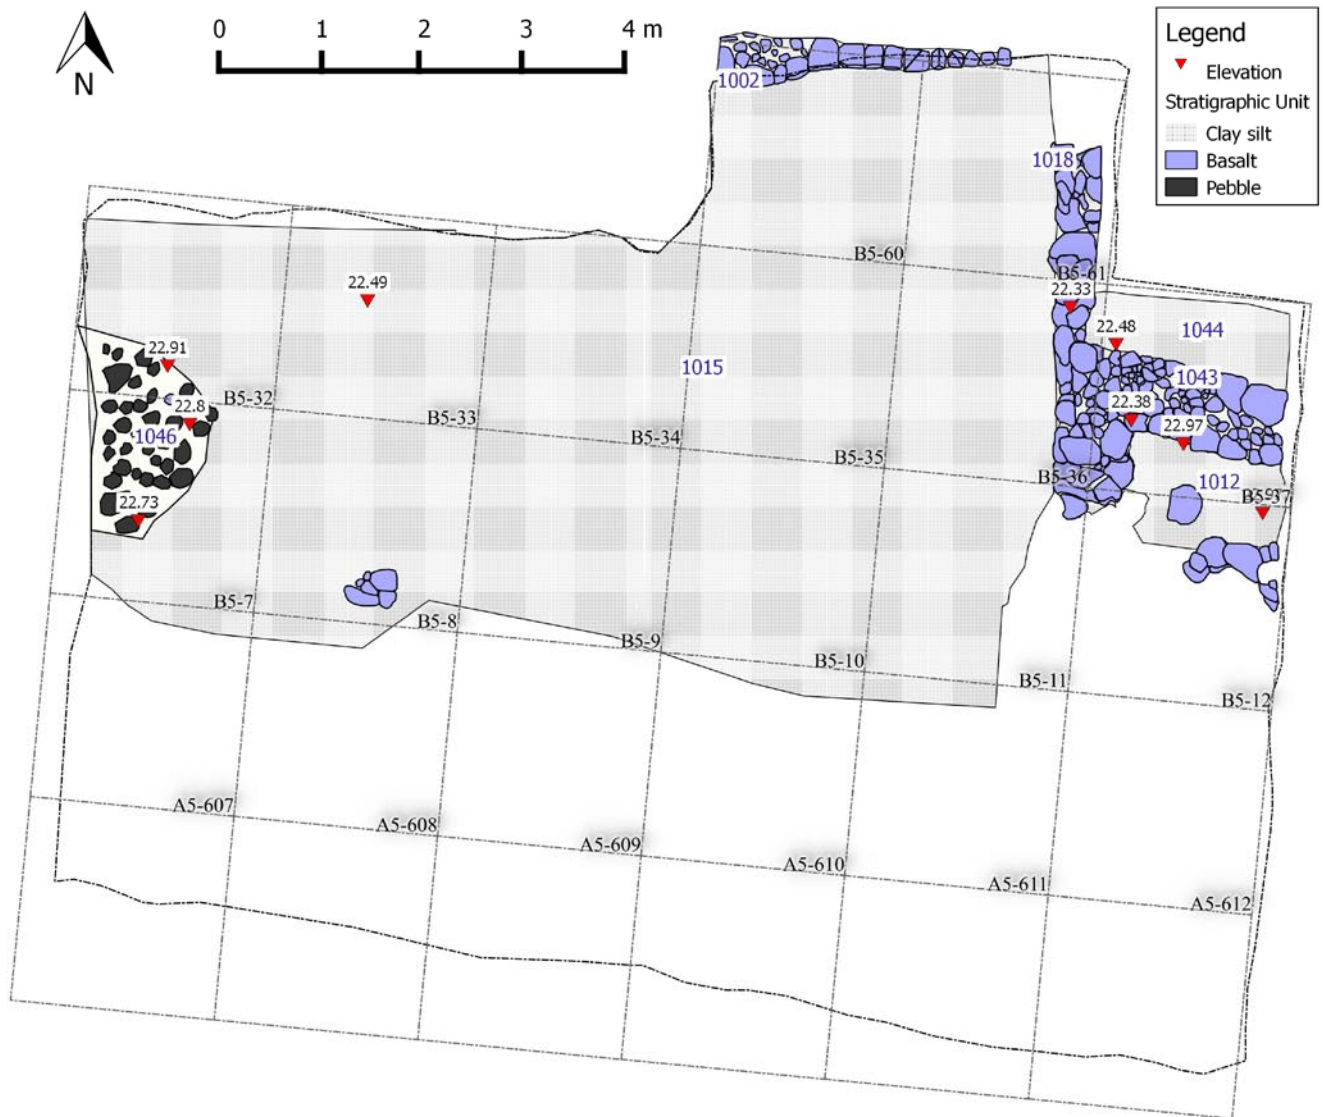 0 1 2 4 m
N
Legend
Elevation
Stratigraphic Unit
Clay silt
Basalt
Pebble
1002
1018
B5-60
B5-61
22.33
22.49
22.48
1044
22.91
1015
1043
B5-32
22.8
B5-33
22.38
22.97
1046
B5-34
B5-35
B5-36
1012
B5-37
22.73
B5-7
B5-8
B5-9
B5-10
B5-11
B5-12
A5-607
A5-608
A5-609
A5-610
A5-611
A5-612